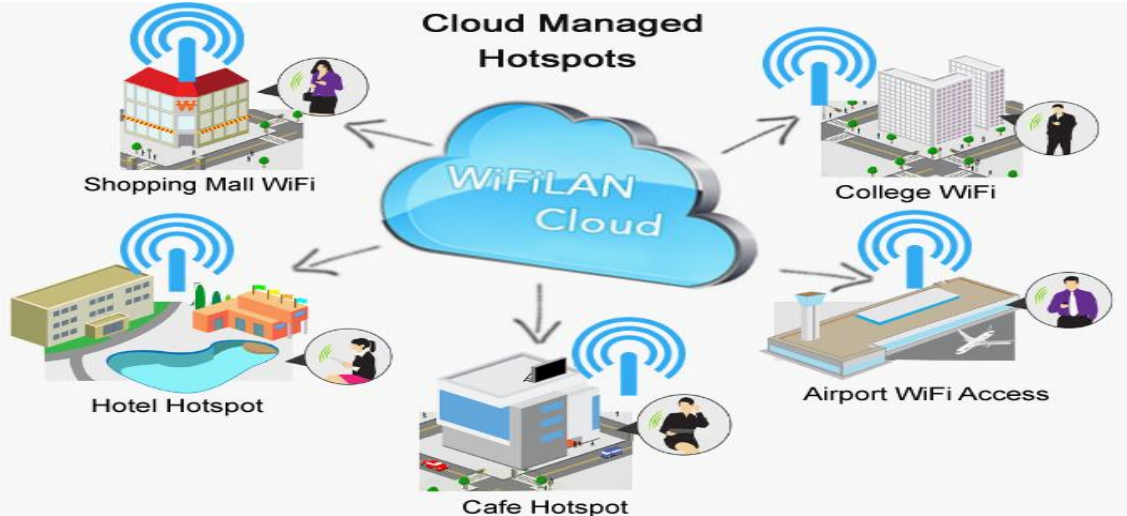 Cloud Managed
Hotspots
W
Shopping Mall WiFi
WiFiLAN
Cloud
College WiFi
Hotel Hotspot
Airport WiFi Access
Cafe Hotspot